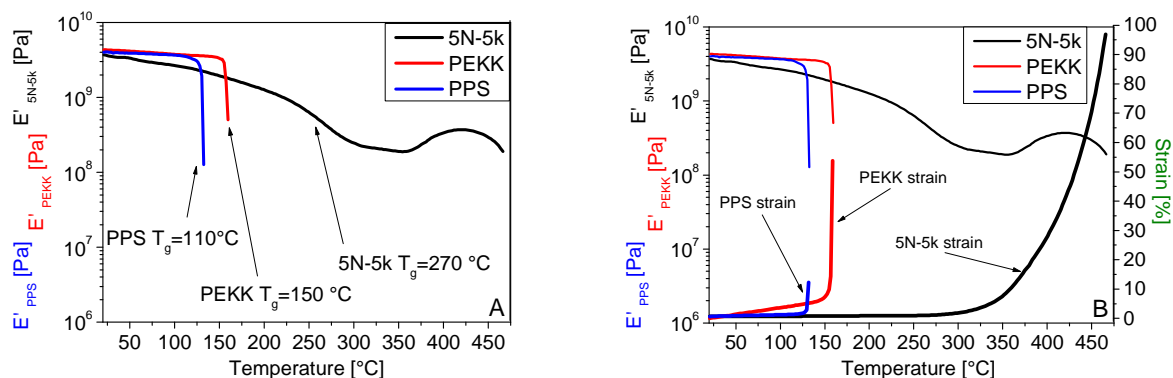 10^10
10^9
10^8
10^7
10^6
E' 5N-5k [Pa]
E' PEKK [Pa]
E' PPS [Pa]
5N-5k
PEKK
PPS
PPS Tg=110°C
5N-5k Tg=270 °C
PEKK Tg=150 °C
A
50 100 150 200 250 300 350 400 450
Temperature [°C]
10^10
10^9
10^8
10^7
10^6
E' 5N-5k [Pa]
E' PEKK [Pa]
E' PPS [Pa]
5N-5k
PEKK
PPS
PEKK strain
PPS strain
5N-5k strain
B
100
90
80
70
60
50
40
30
20
10
0
Strain [%]
50 100 150 200 250 300 350 400 450
Temperature [°C]